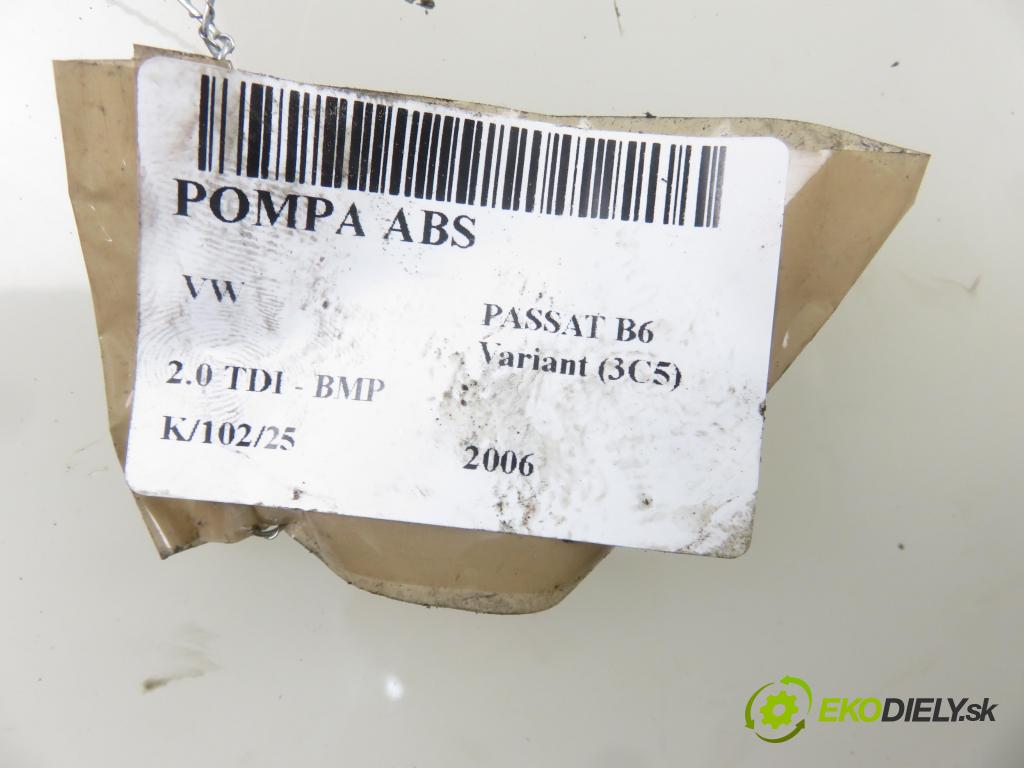 POMPA ABS
VW
PASSAT B6
Variant (3C5)
2.0 TDI - BMP
K/102/25
2006
EKODIELY.sk